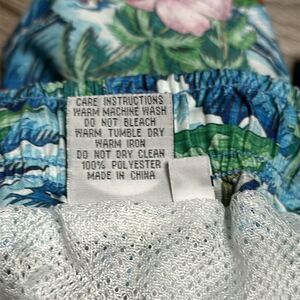 CARE INSTRUCTIONS
WARM MACHINE WASH
DO NOT BLEACH
WARM TUMBLE DRY
WARM IRON
DO NOT DRY CLEAN
100% POLYESTER
MADE IN CHINA